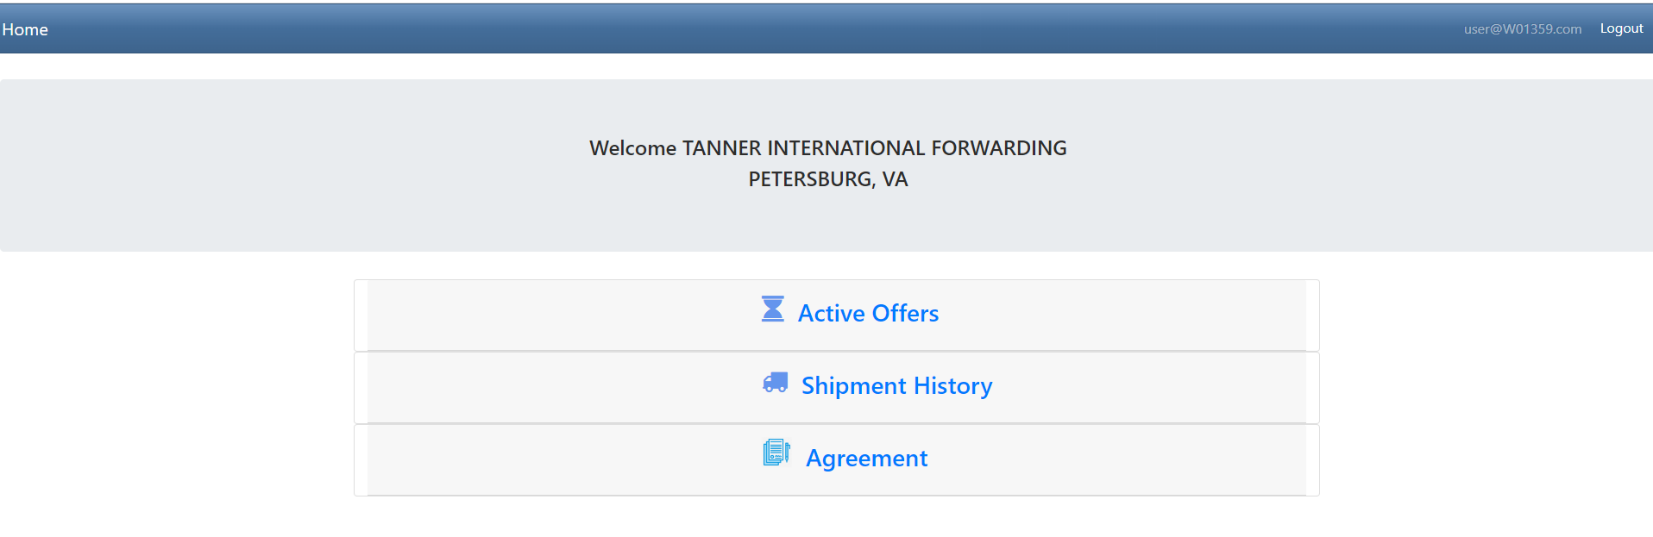 Home
user@W01359.com Logout
Welcome TANNER INTERNATIONAL FORWARDING
PETERSBURG, VA
Active Offers
Shipment History
Agreement